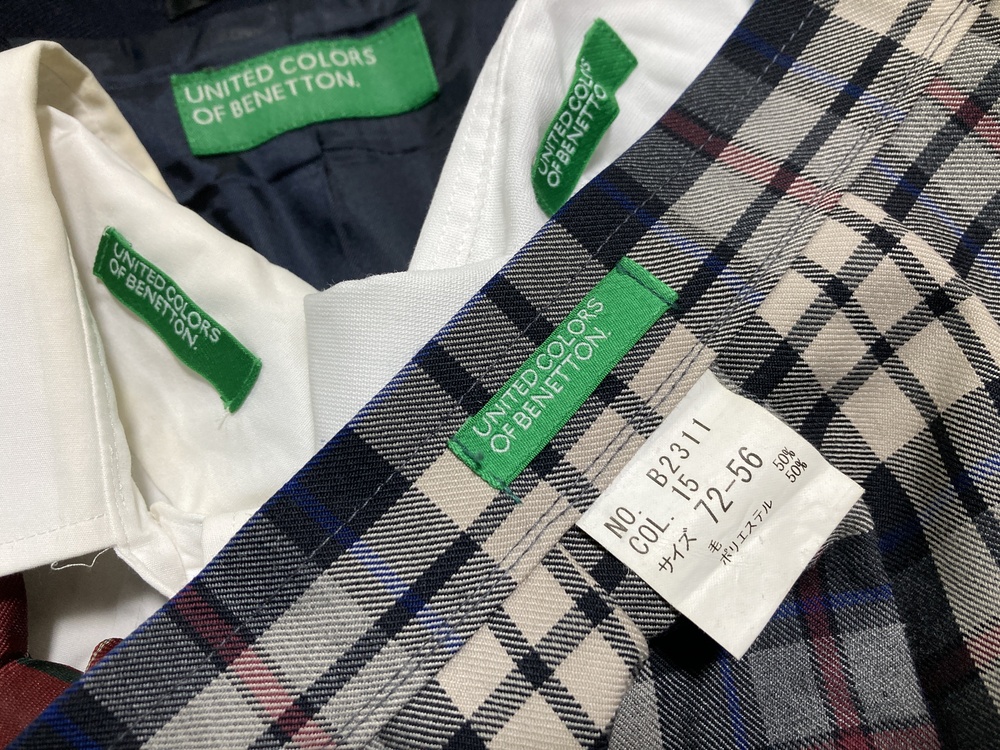 UNITED COLORS
OF BENETTON.
UNITED COLORS
OF BENETTO
UNITED COLORS
OF BENETTON.
UNITED COLORS
OF BENETTON.
NO. B2311
COL. 15
サイズ 72-56
毛 50%
ポリエステル 50%